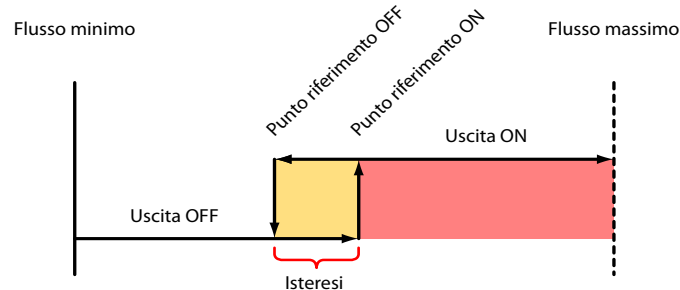 Flusso minimo
Punto riferimento OFF
Punto riferimento ON
Flusso massimo
Uscita ON
Uscita OFF
Isteresi